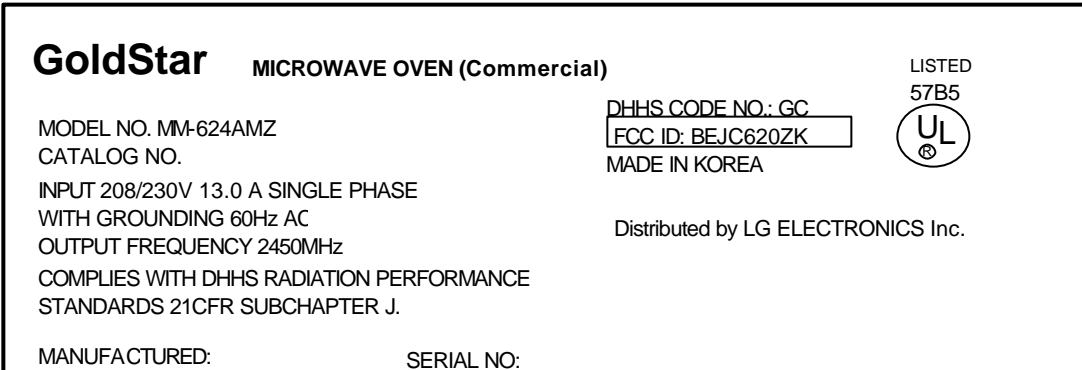 GoldStar MICROWAVE OVEN (Commercial)
LISTED
57B5
UL
®
DHHS CODE NO.: GC
FCC ID: BEJC620ZK
MADE IN KOREA
MODEL NO. MM-624AMZ
CATALOG NO.
INPUT 208/230V 13.0 A SINGLE PHASE
WITH GROUNDING 60Hz AC
OUTPUT FREQUENCY 2450MHz
Distributed by LG ELECTRONICS Inc.
COMPLIES WITH DHHS RADIATION PERFORMANCE
STANDARDS 21CFR SUBCHAPTER J.
MANUFACTURED: SERIAL NO: